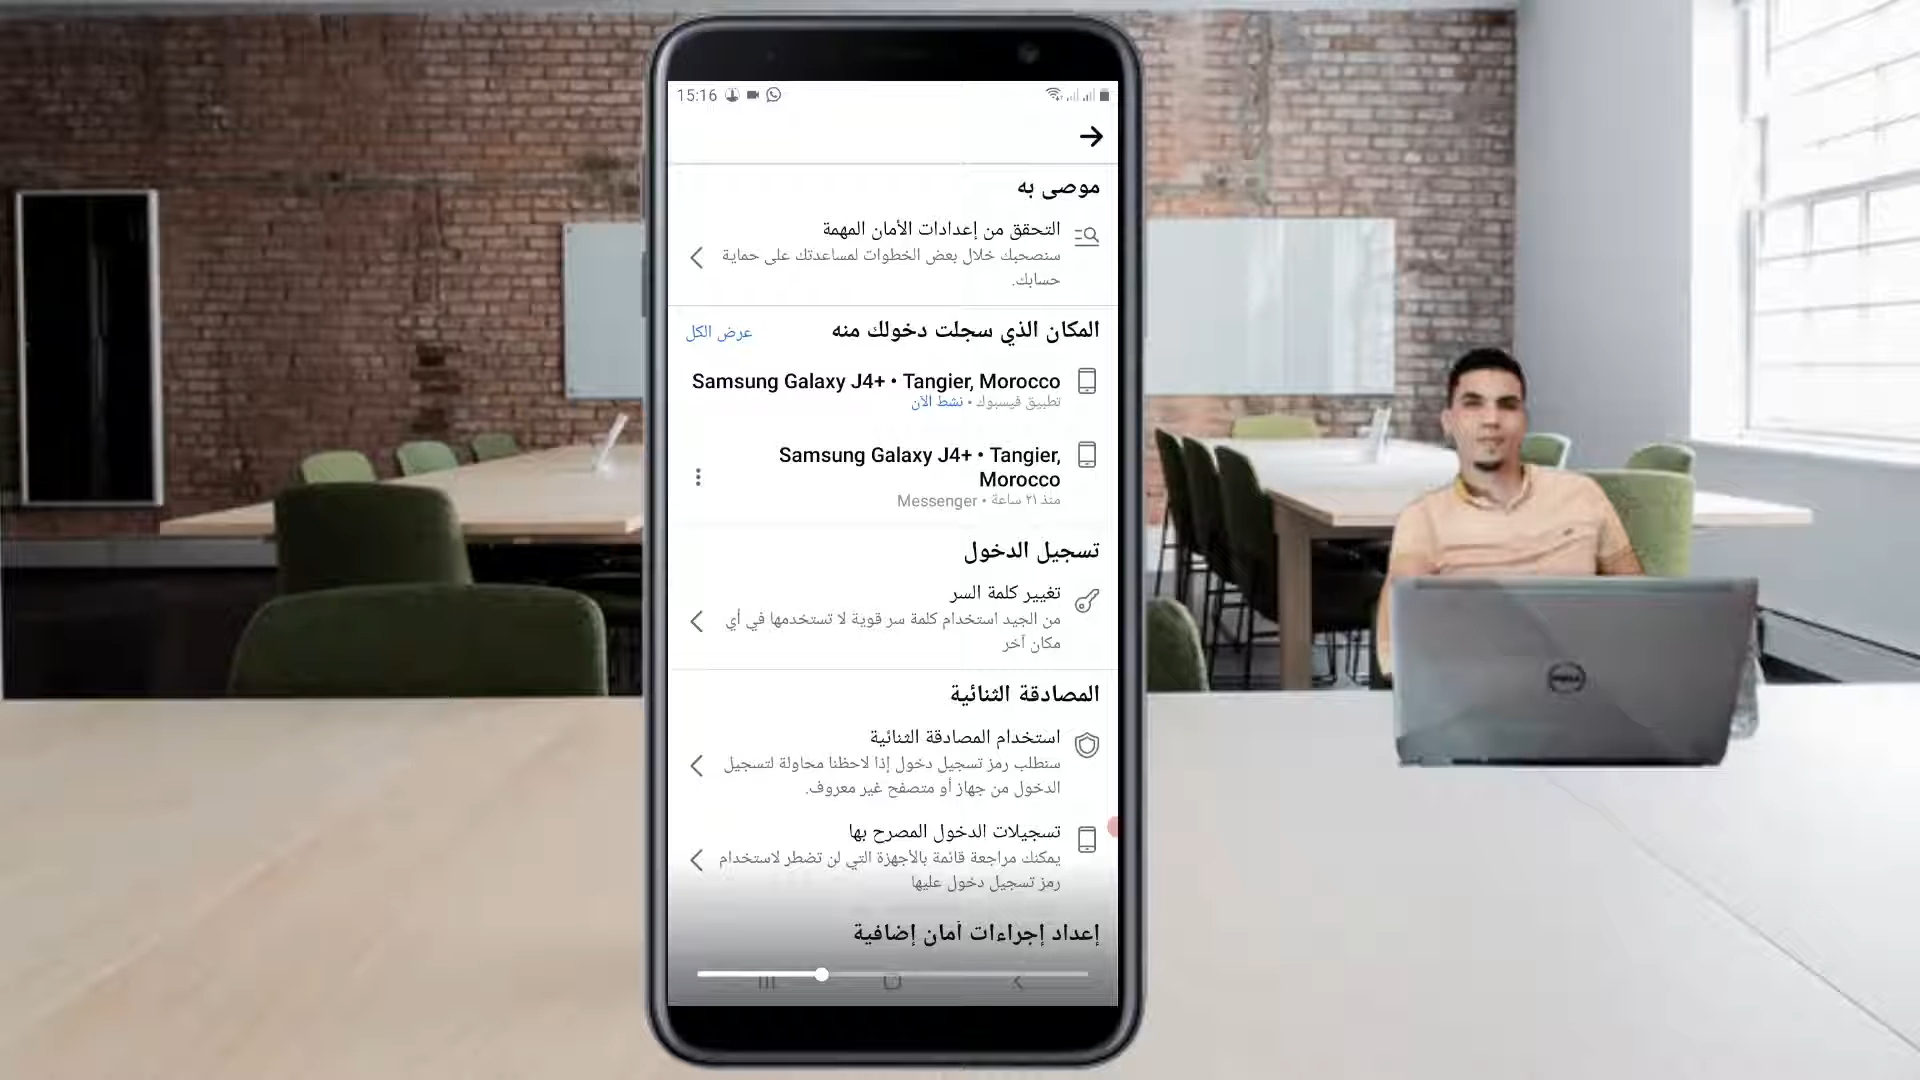 15:16
موصى به
التحقق من إعدادات الأمان المهمة
سنصحبك خلال بعض الخطوات لمساعدتك على حماية
حسابك.
المكان الذي سجلت دخولك منه
عرض الكل
Samsung Galaxy J4+ • Tangier, Morocco
تطبيق فيسبوك • نشط الآن
Samsung Galaxy J4+ • Tangier,
Morocco
منذ ٢١ ساعة • Messenger
تسجيل الدخول
تغيير كلمة السر
من الجيد استخدام كلمة سر قوية لا تستخدمها في أي
مكان آخر
المصادقة الثنائية
استخدام المصادقة الثنائية
سنطلب رمز تسجيل دخول إذا لاحظنا محاولة لتسجيل
الدخول من جهاز أو متصفح غير معروف.
تسجيلات الدخول المصرح بها
يمكنك مراجعة قائمة بالأجهزة التي لن تضطر لاستخدام
رمز تسجيل دخول عليها
إعداد إجراءات أمان إضافية
DELL